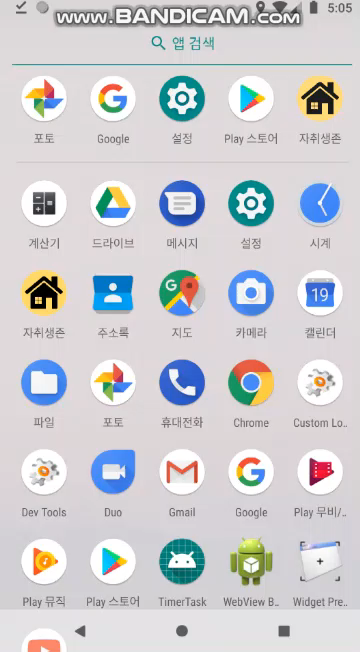 www.BANDICAM.com
5:05
앱 검색
포토
Google
설정
Play 스토어
자취생존
계산기
드라이브
메시지
설정
시계
자취생존
주소록
지도
카메라
19
캘린더
파일
포토
휴대전화
Chrome
Custom Lo..
Dev Tools
Duo
Gmail
Google
Play 무비/..
Play 뮤직
Play 스토어
TimerTask
WebView B..
Widget Pre..